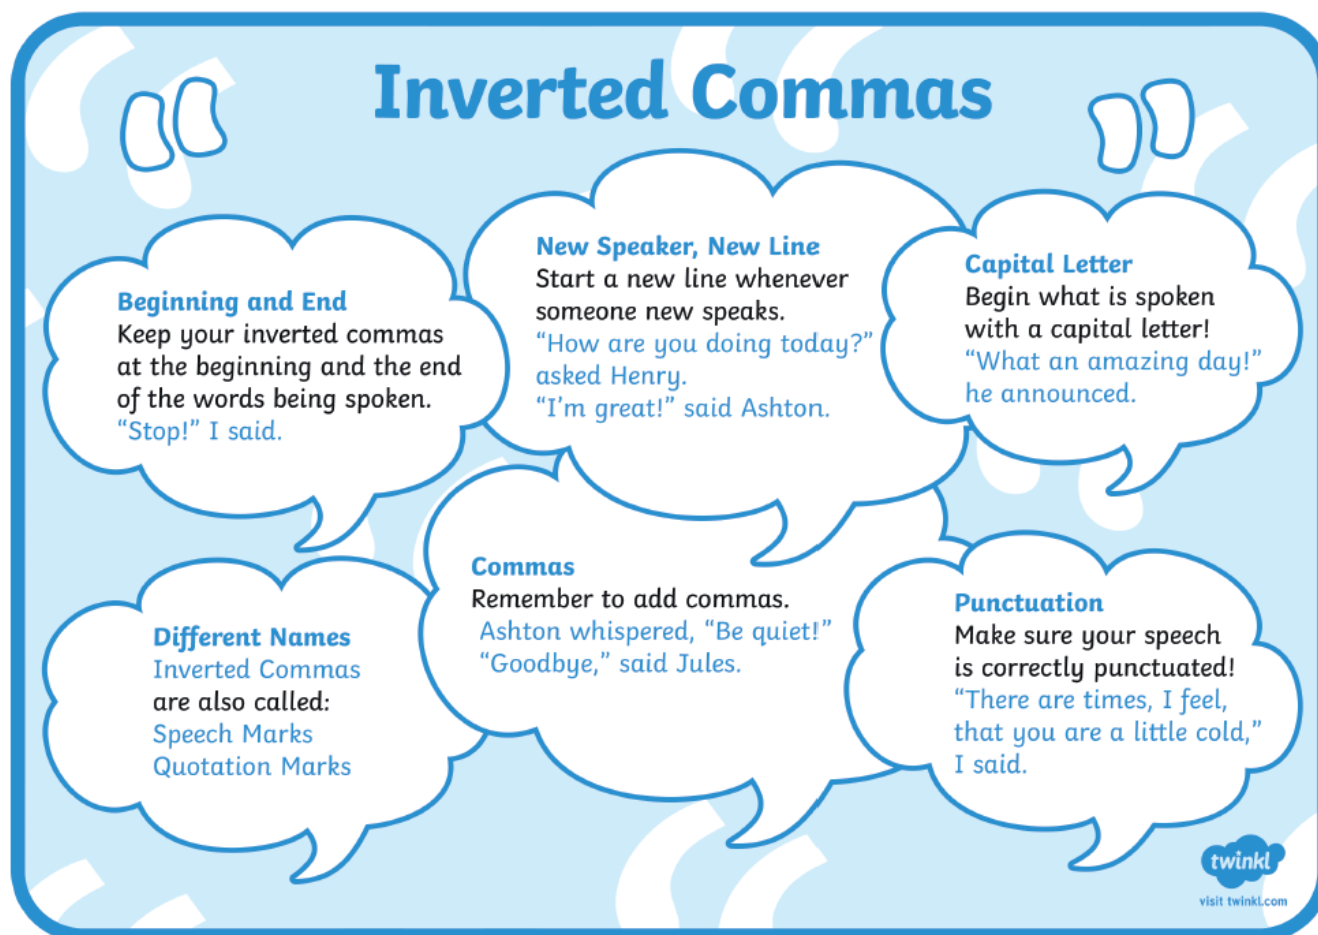 Inverted Commas
Beginning and End
Keep your inverted commas
at the beginning and the end
of the words being spoken.
“Stop!” I said.
New Speaker, New Line
Start a new line whenever
someone new speaks.
“How are you doing today?”
asked Henry.
“I’m great!” said Ashton.
Capital Letter
Begin what is spoken
with a capital letter!
“What an amazing day!”
he announced.
Different Names
Inverted Commas
are also called:
Speech Marks
Quotation Marks
Commas
Remember to add commas.
Ashton whispered, “Be quiet!”
“Goodbye,” said Jules.
Punctuation
Make sure your speech
is correctly punctuated!
“There are times, I feel,
that you are a little cold,”
I said.
twinkl
visit twinkl.com